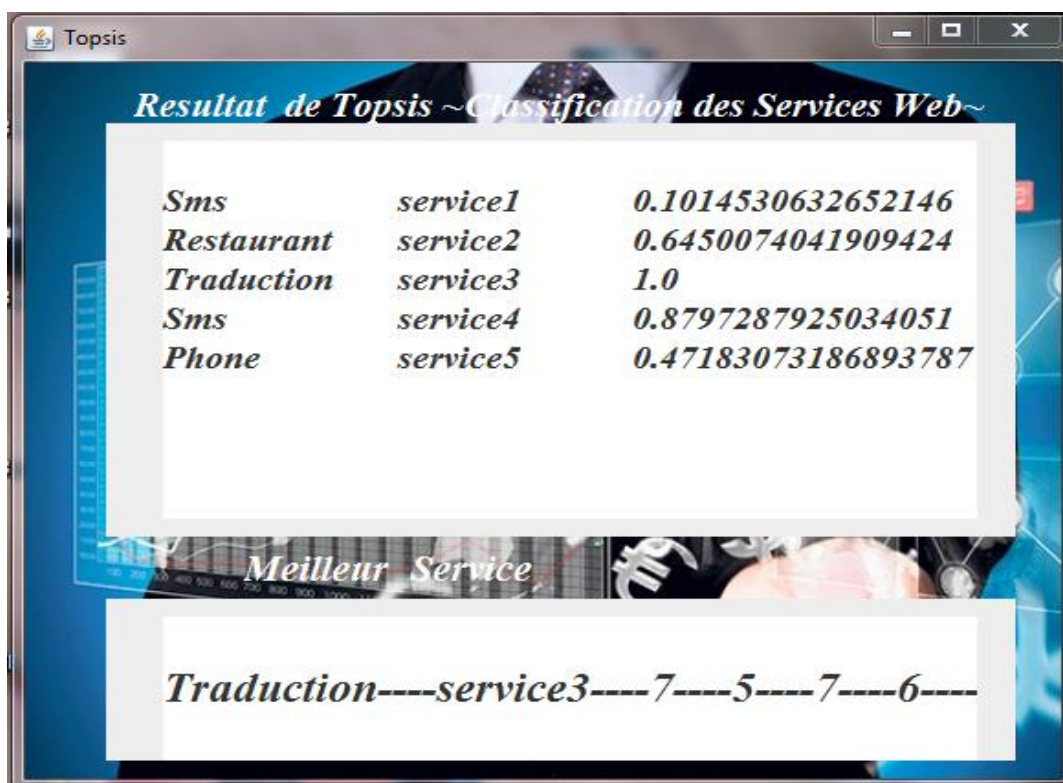 Topsis
Resultat de Topsis ~Classification des Services Web~
Sms service1 0.1014530632652146
Restaurant service2 0.6450074041909424
Traduction service3 1.0
Sms service4 0.8797287925034051
Phone service5 0.47183073186893787
Meilleur Service
Traduction----service3----7----5----7----6----